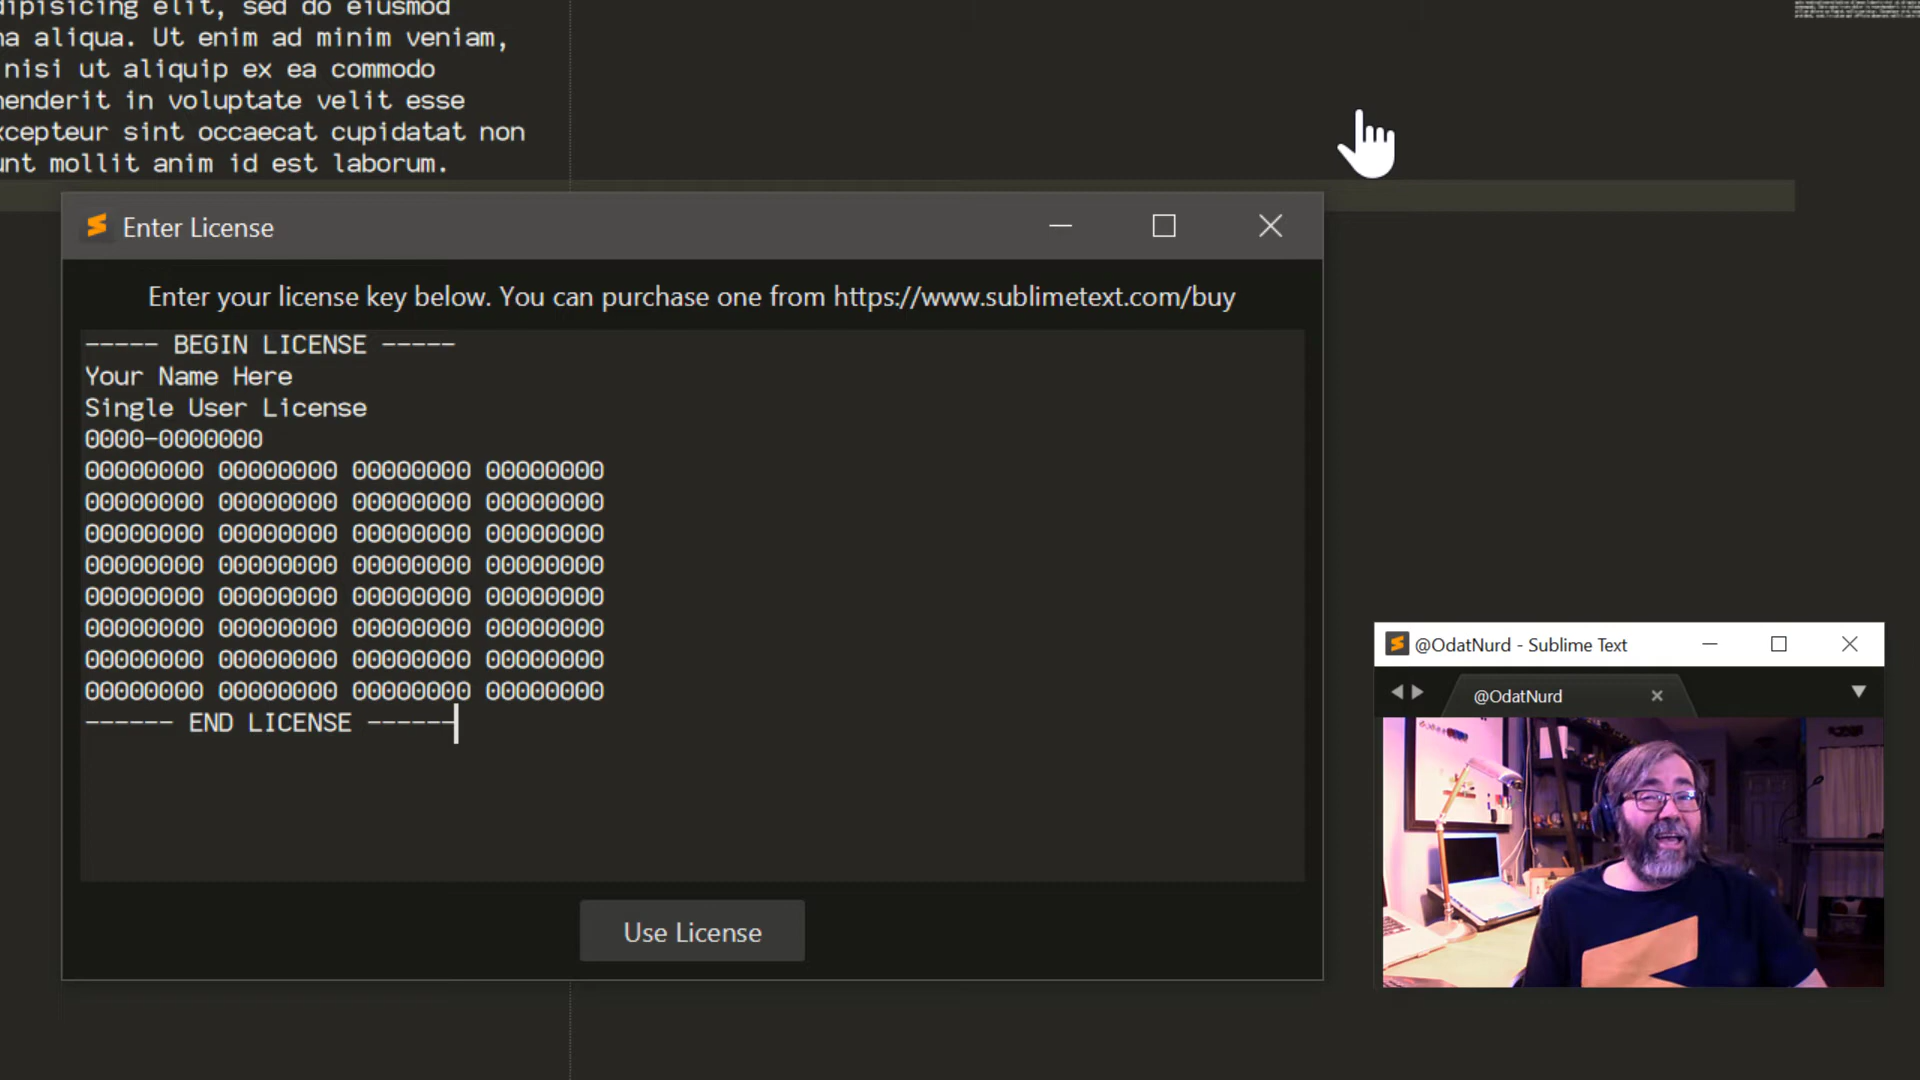 dipisicing elit, sed do eiusmod
na aliqua. Ut enim ad minim veniam,
nisi ut aliquip ex ea commodo
henderit in voluptate velit esse
xcepteur sint occaecat cupidatat non
unt mollit anim id est laborum.
Enter License
Enter your license key below. You can purchase one from https://www.sublimetext.com/buy
----- BEGIN LICENSE -----
Your Name Here
Single User License
0000-0000000
00000000 00000000 00000000 00000000
00000000 00000000 00000000 00000000
00000000 00000000 00000000 00000000
00000000 00000000 00000000 00000000
00000000 00000000 00000000 00000000
00000000 00000000 00000000 00000000
00000000 00000000 00000000 00000000
00000000 00000000 00000000 00000000
------ END LICENSE ------
Use License
@OdatNurd - Sublime Text
@OdatNurd